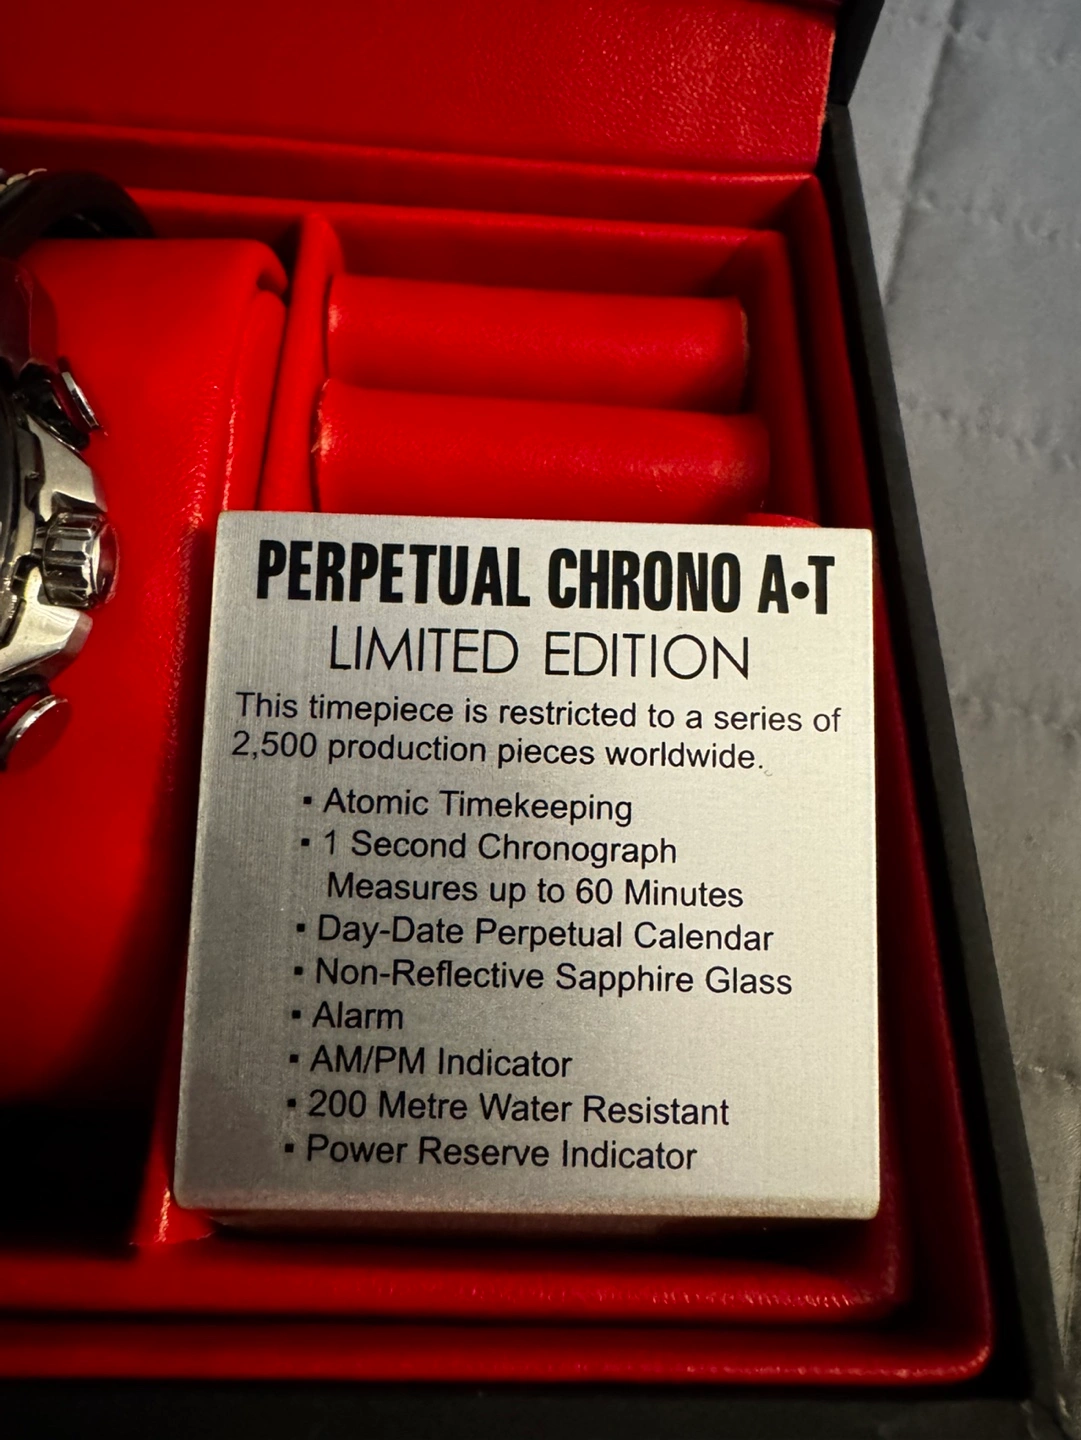 PERPETUAL CHRONO A•T
LIMITED EDITION
This timepiece is restricted to a series of
2,500 production pieces worldwide.
▪ Atomic Timekeeping
▪ 1 Second Chronograph
Measures up to 60 Minutes
▪ Day-Date Perpetual Calendar
▪ Non-Reflective Sapphire Glass
▪ Alarm
▪ AM/PM Indicator
▪ 200 Metre Water Resistant
▪ Power Reserve Indicator